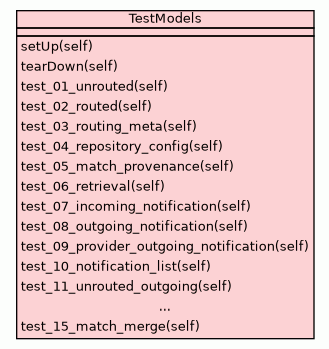 TestModels
setUp(self)
tearDown(self)
test_01_unrouted(self)
test_02_routed(self)
test_03_routing_meta(self)
test_04_repository_config(self)
test_05_match_provenance(self)
test_06_retrieval(self)
test_07_incoming_notification(self)
test_08_outgoing_notification(self)
test_09_provider_outgoing_notification(self)
test_10_notification_list(self)
test_11_unrouted_outgoing(self)
...
test_15_match_merge(self)